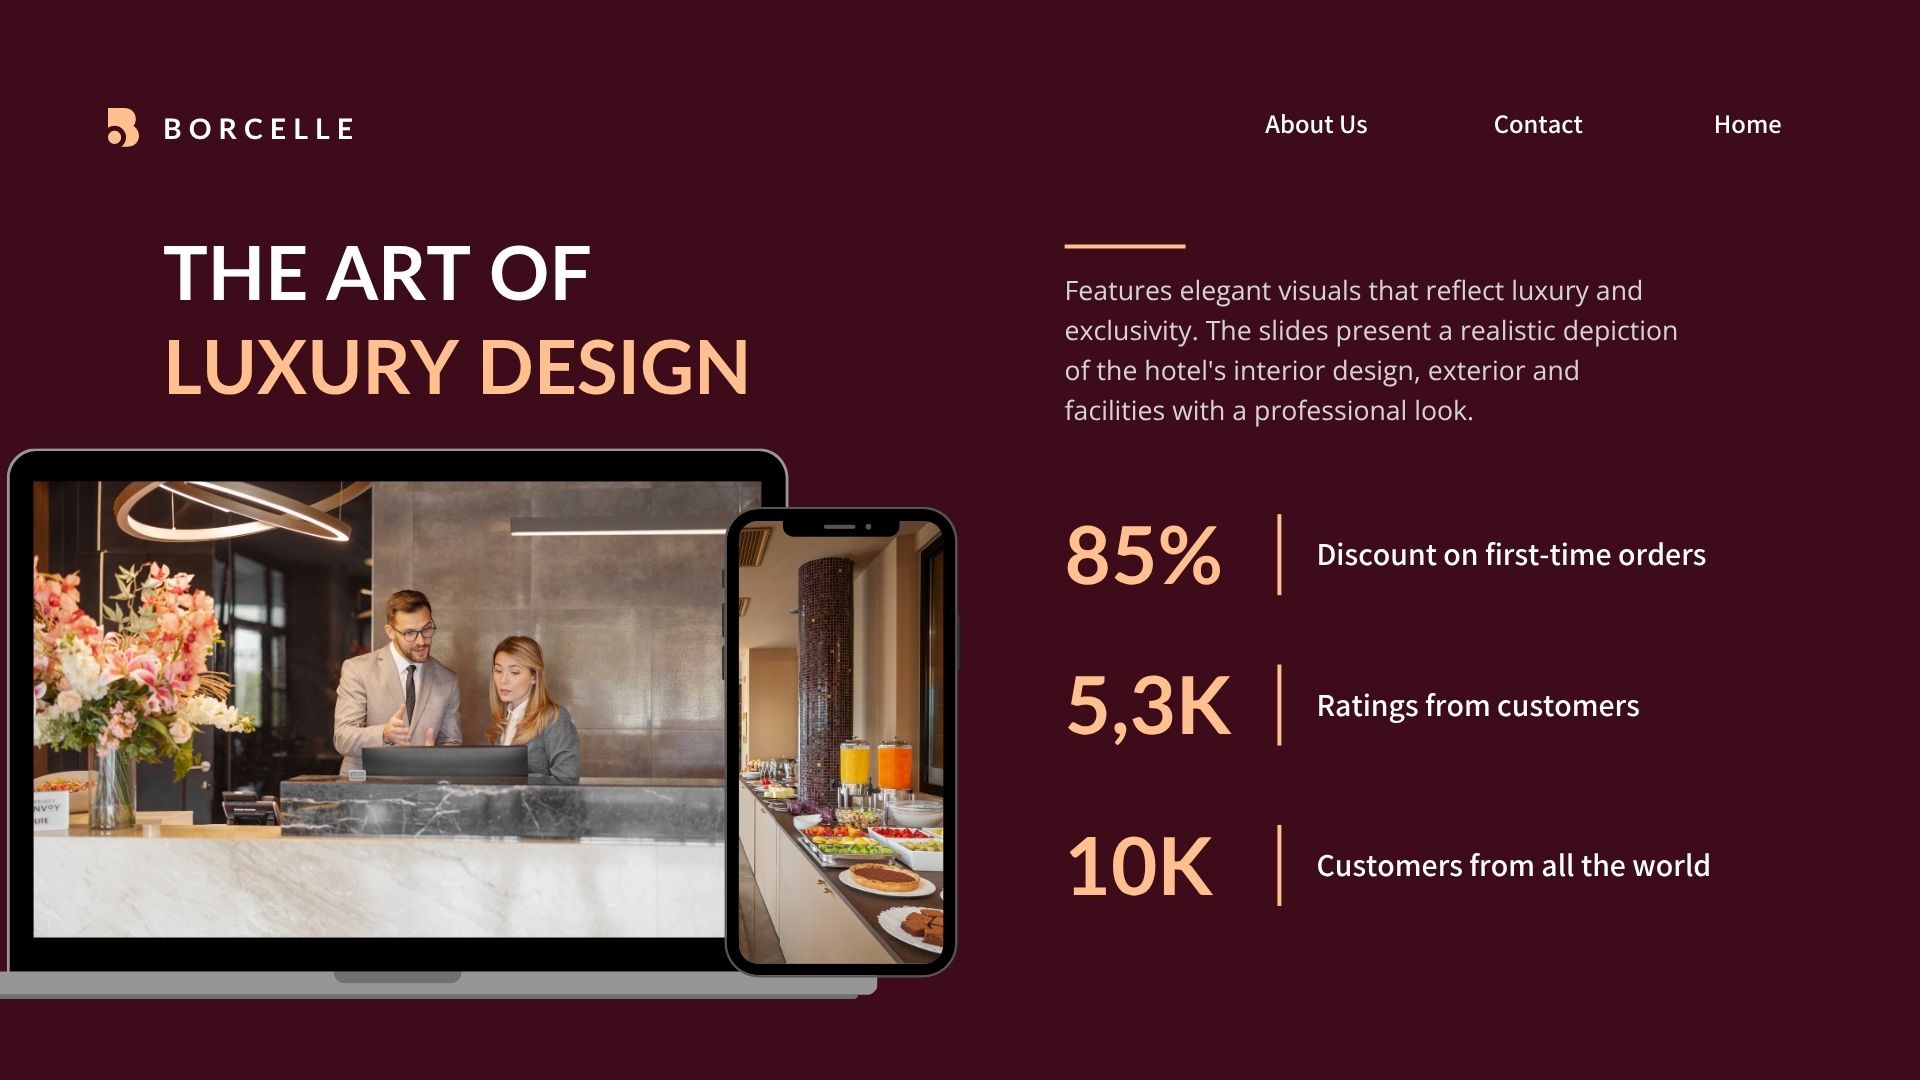 BORCELLE
About Us
Contact
Home
THE ART OF
LUXURY DESIGN
Features elegant visuals that reflect luxury and
exclusivity. The slides present a realistic depiction
of the hotel's interior design, exterior and
facilities with a professional look.
85%
Discount on first-time orders
5,3K
Ratings from customers
10K
Customers from all the world